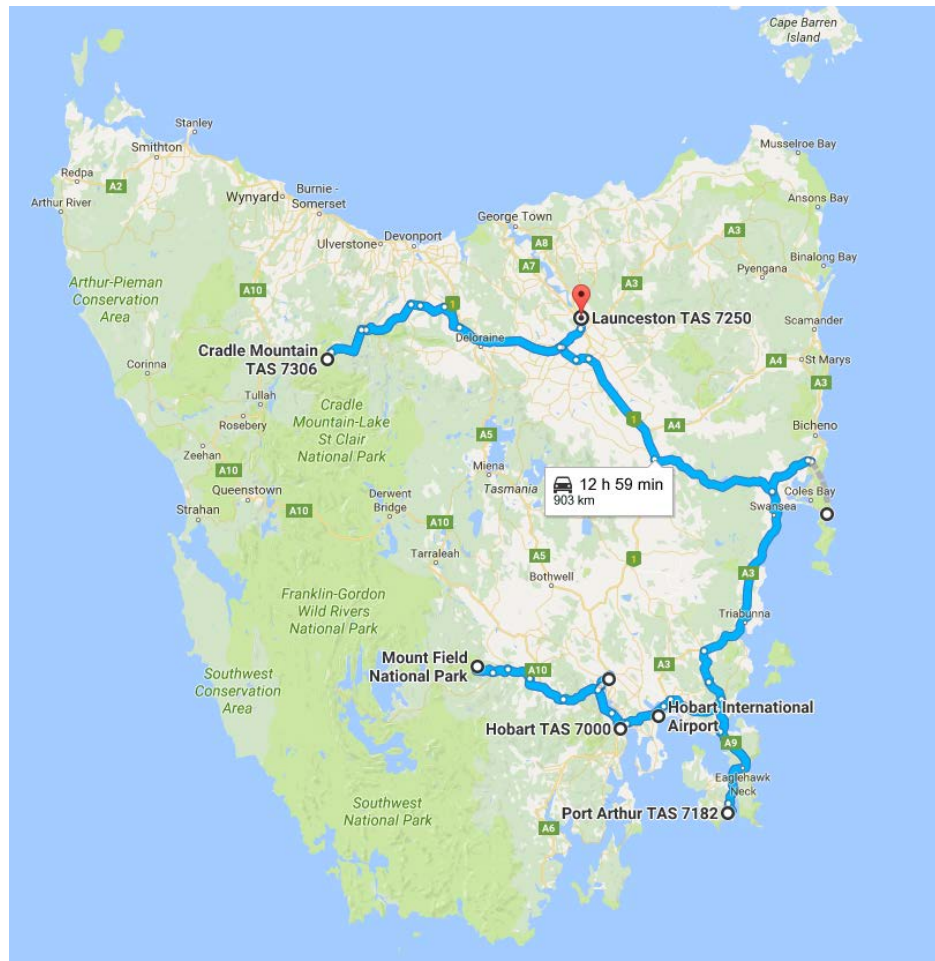 Cape Barren
Island
Stanley
Smithton
Redpa
A2
Arthur River
Wynyard
Burnie -
Somerset
Ulverstone
Devonport
George Town
A8
A7
A3
A3
Musselroe Bay
Ansons Bay
Pyengana
Binalong Bay
Arthur-Pieman
Conservation
Area
A10
1
Launceston TAS 7250
Scamander
Deloraine
Cradle Mountain
TAS 7306
Corinna
A4
St Marys
A3
Tullah
Rosebery
Cradle
Mountain-Lake
St Clair
National Park
1
A4
Bicheno
A5
Zeehan
A10
Miena
Tasmania
12 h 59 min
903 km
Coles Bay
Swansea
Queenstown
Strahan
A10
Derwent
Bridge
A10
Tarraleah
A5
1
Bothwell
A3
Franklin-Gordon
Wild Rivers
National Park
Triabunna
Mount Field
National Park
A10
A3
Southwest
Conservation
Area
Hobart TAS 7000
Hobart International
Airport
A9
Eaglehawk
Neck
Southwest
National Park
Port Arthur TAS 7182
A6